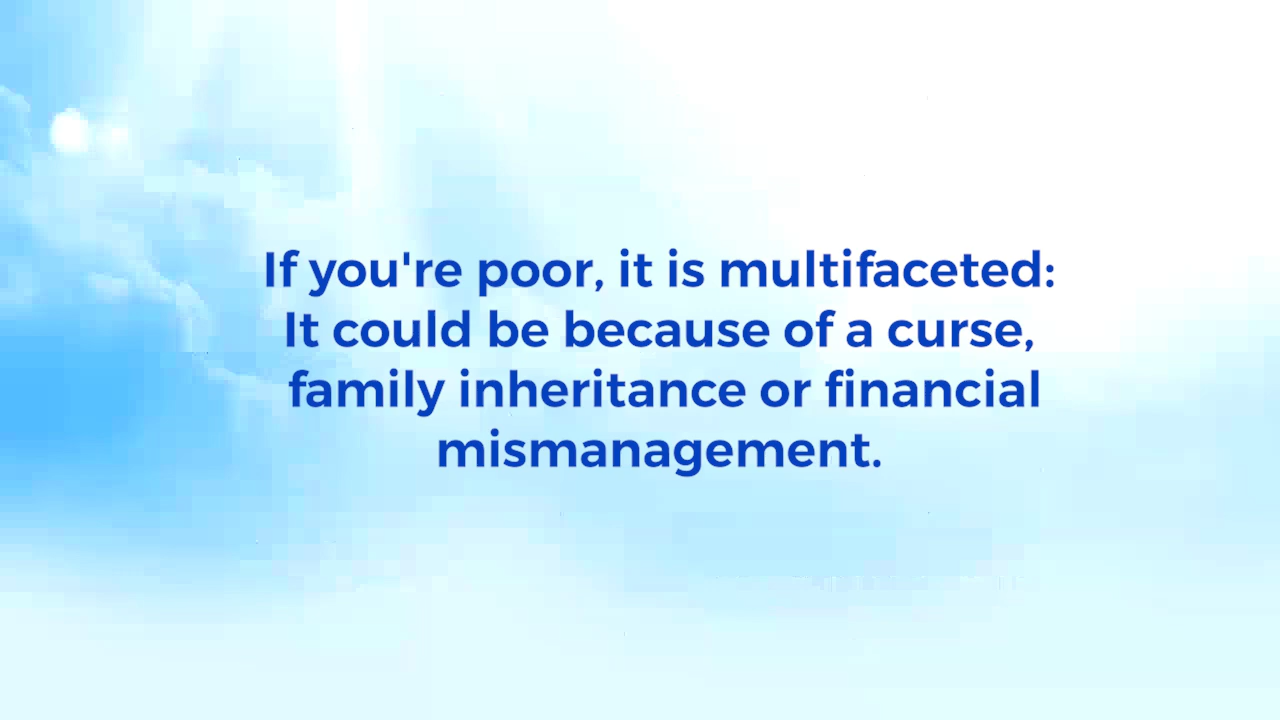 If you're poor, it is multifaceted:
It could be because of a curse,
family inheritance or financial
mismanagement.